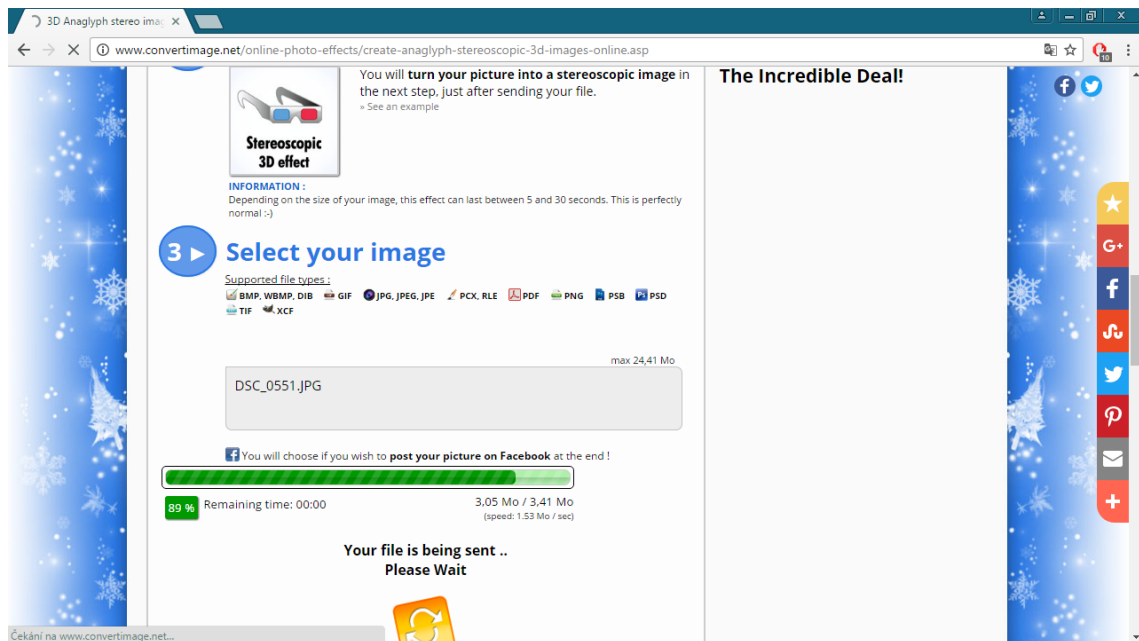 3D Anaglyph stereo imag
www.convertimage.net/online-photo-effects/create-anaglyph-stereoscopic-3d-images-online.asp
10
Stereoscopic
3D effect
You will turn your picture into a stereoscopic image in
the next step, just after sending your file.
» See an example
The Incredible Deal!
INFORMATION :
Depending on the size of your image, this effect can last between 5 and 30 seconds. This is perfectly
normal :-)
3 Select your image
Supported file types :
BMP, WBMP, DIB GIF JPG, JPEG, JPE PCX, RLE PDF PNG PSB PSD
TIF XCF
max 24,41 Mo
DSC_0551.JPG
You will choose if you wish to post your picture on Facebook at the end !
89 % Remaining time: 00:00
3,05 Mo / 3,41 Mo
(speed: 1.53 Mo / sec)
Your file is being sent ..
Please Wait
Čekání na www.convertimage.net...
G+